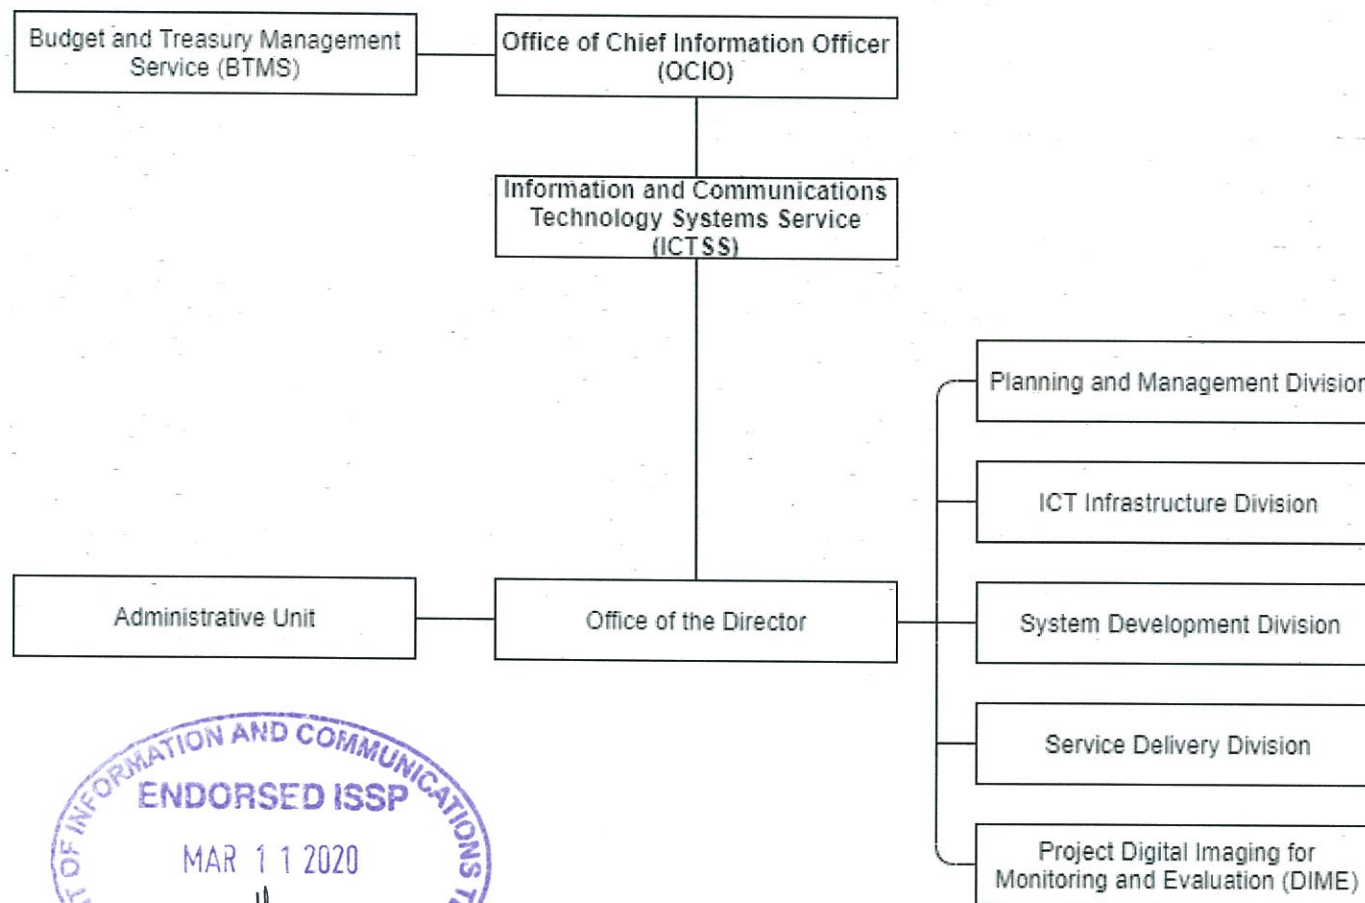 Budget and Treasury Management
Service (BTMS)
Office of Chief Information Officer
(OCIO)
Information and Communications
Technology Systems Service
(ICTSS)
Planning and Management Division
ICT Infrastructure Division
Administrative Unit
Office of the Director
System Development Division
Service Delivery Division
Project Digital Imaging for
Monitoring and Evaluation (DIME)
OF INFORMATION AND COMMUNICATIONS
ENDORSED ISSP
MAR 11 2020